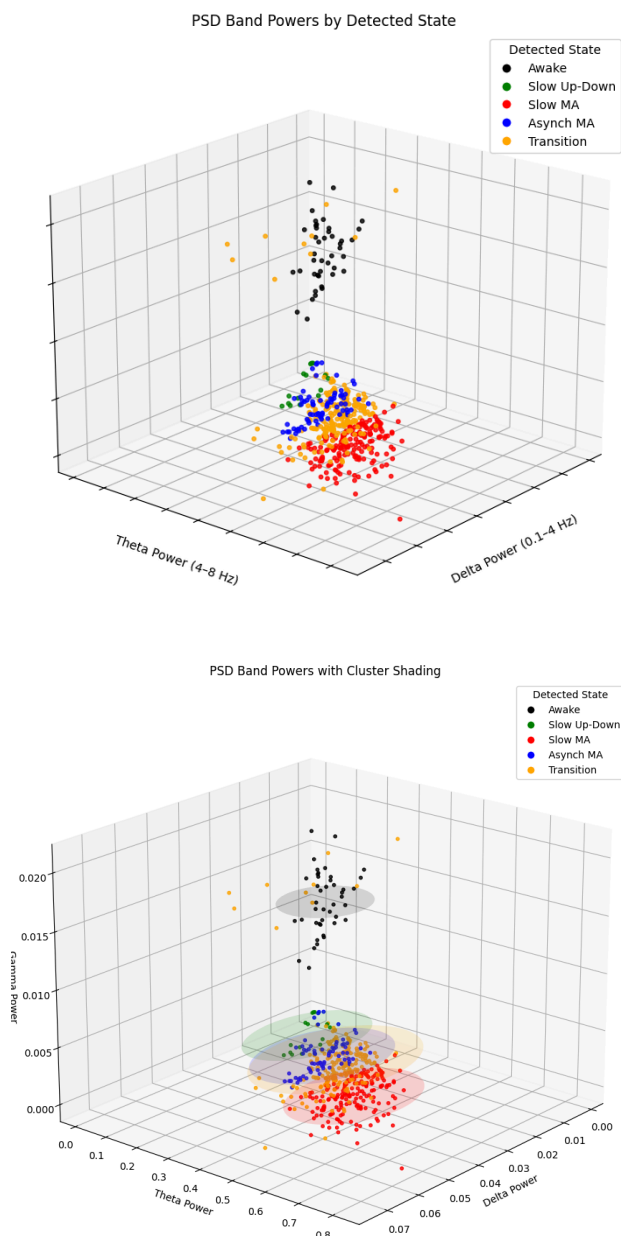 PSD Band Powers by Detected State
Detected State
Awake
Slow Up-Down
Slow MA
Asynch MA
Transition
Theta Power (4–8 Hz)
Delta Power (0.1–4 Hz)
PSD Band Powers with Cluster Shading
Detected State
Awake
Slow Up-Down
Slow MA
Asynch MA
Transition
0.020
0.015
0.010
0.005
0.000
Gamma Power
0.0
0.1
0.2
0.3
0.4
0.5
0.6
0.7
0.8
Theta Power
0.00
0.01
0.02
0.03
0.04
0.05
0.06
0.07
Delta Power